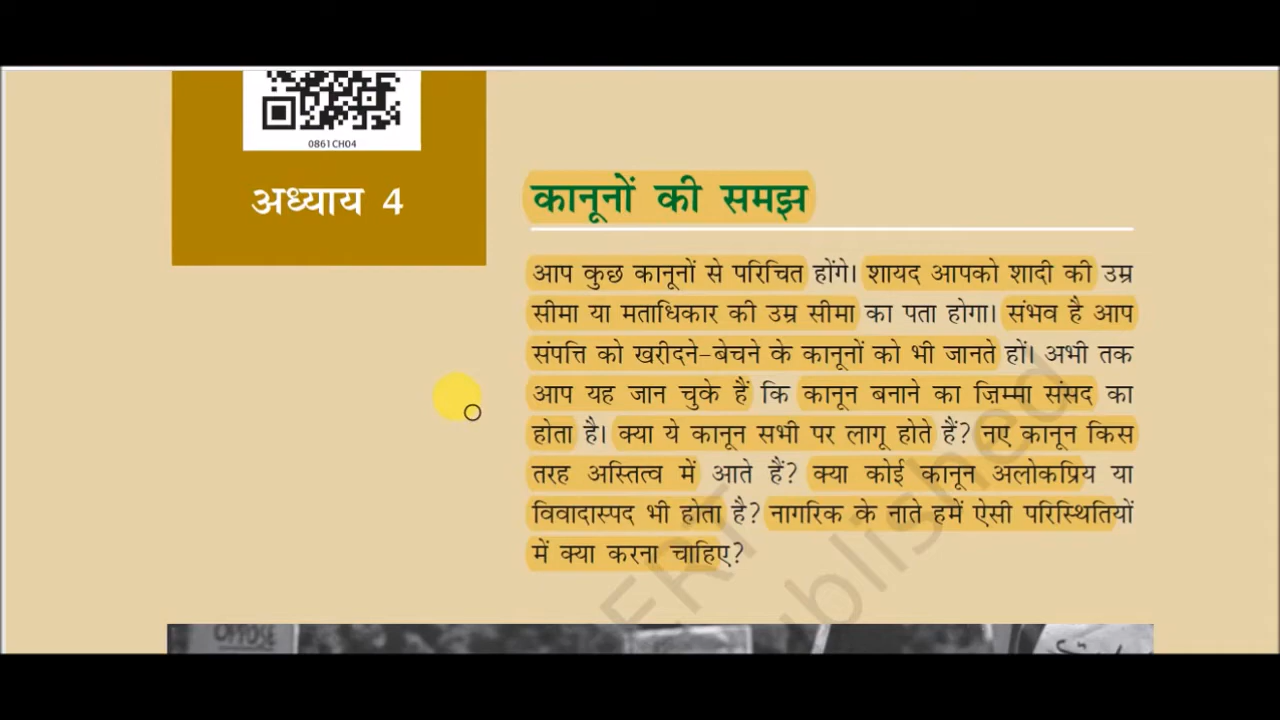 0861CH04
अध्याय 4
कानूनों की समझ
आप कुछ कानूनों से परिचित होंगे। शायद आपको शादी की उम्र
सीमा या मताधिकार की उम्र सीमा का पता होगा। संभव है आप
संपत्ति को खरीदने-बेचने के कानूनों को भी जानते हों। अभी तक
आप यह जान चुके हैं कि कानून बनाने का ज़िम्मा संसद का
होता है। क्या ये कानून सभी पर लागू होते हैं? नए कानून किस
तरह अस्तित्व में आते हैं? क्या कोई कानून अलोकप्रिय या
विवादास्पद भी होता है? नागरिक के नाते हमें ऐसी परिस्थितियों
में क्या करना चाहिए?
OPPOSE